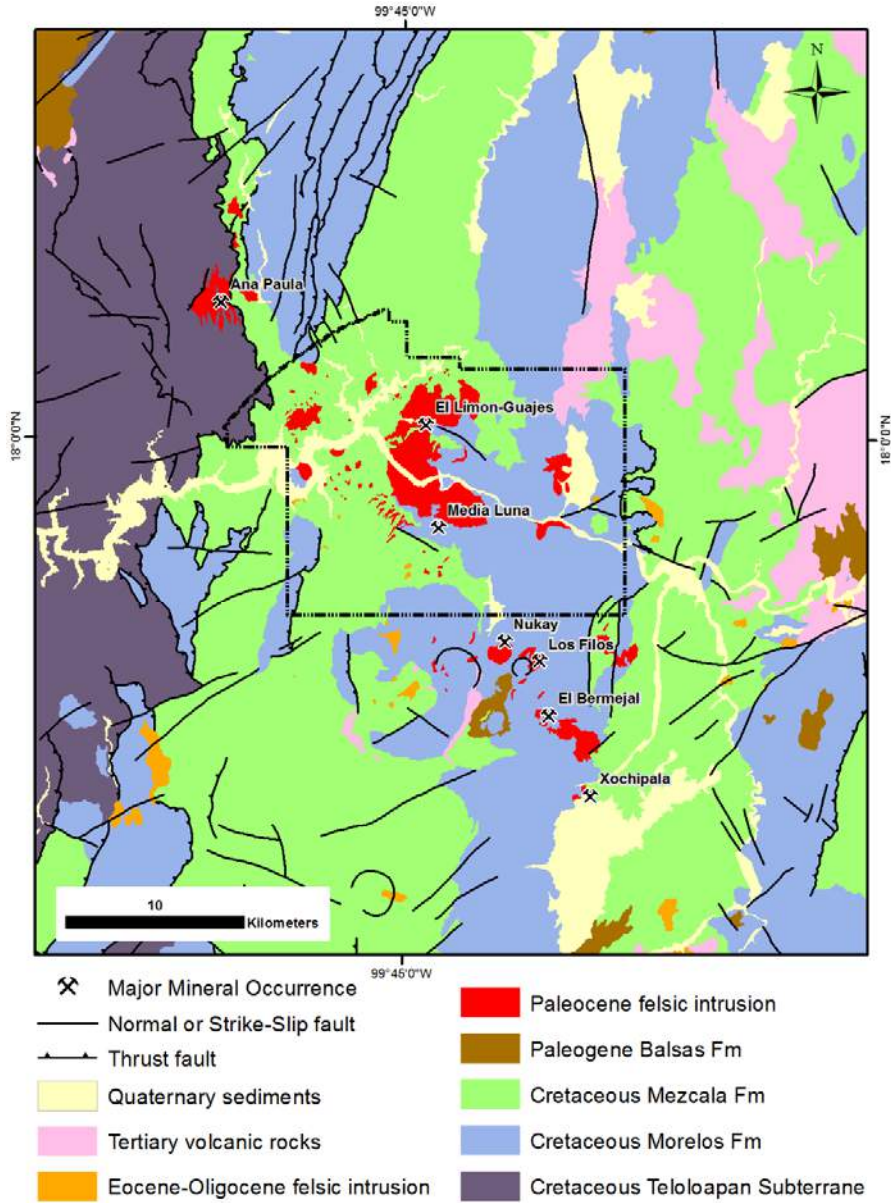 99°45'0"W
N
Ana Paula
El Limon-Guajes
18°0'0"N
18°0'0"N
Media Luna
Nukay
Los Filos
El Bermejal
Xochipala
10
Kilometers
99°45'0"W
Major Mineral Occurrence
Normal or Strike-Slip fault
Thrust fault
Quaternary sediments
Tertiary volcanic rocks
Eocene-Oligocene felsic intrusion
Paleocene felsic intrusion
Paleogene Balsas Fm
Cretaceous Mezcala Fm
Cretaceous Morelos Fm
Cretaceous Teloloapan Subterrane